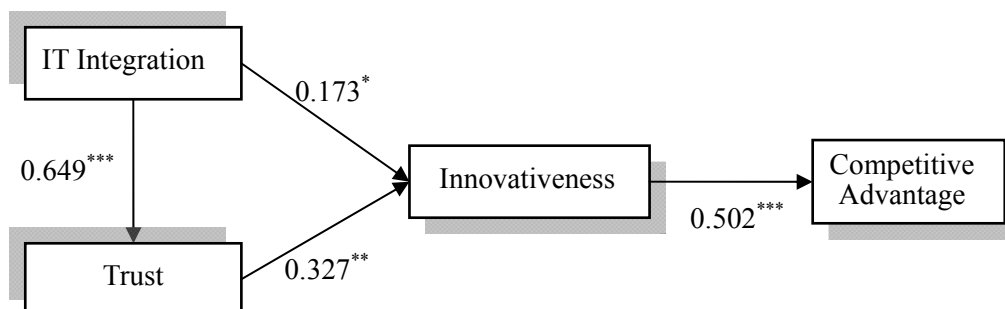 IT Integration
0.173*
0.649***
Innovativeness
Competitive
Advantage
0.502***
Trust
0.327**